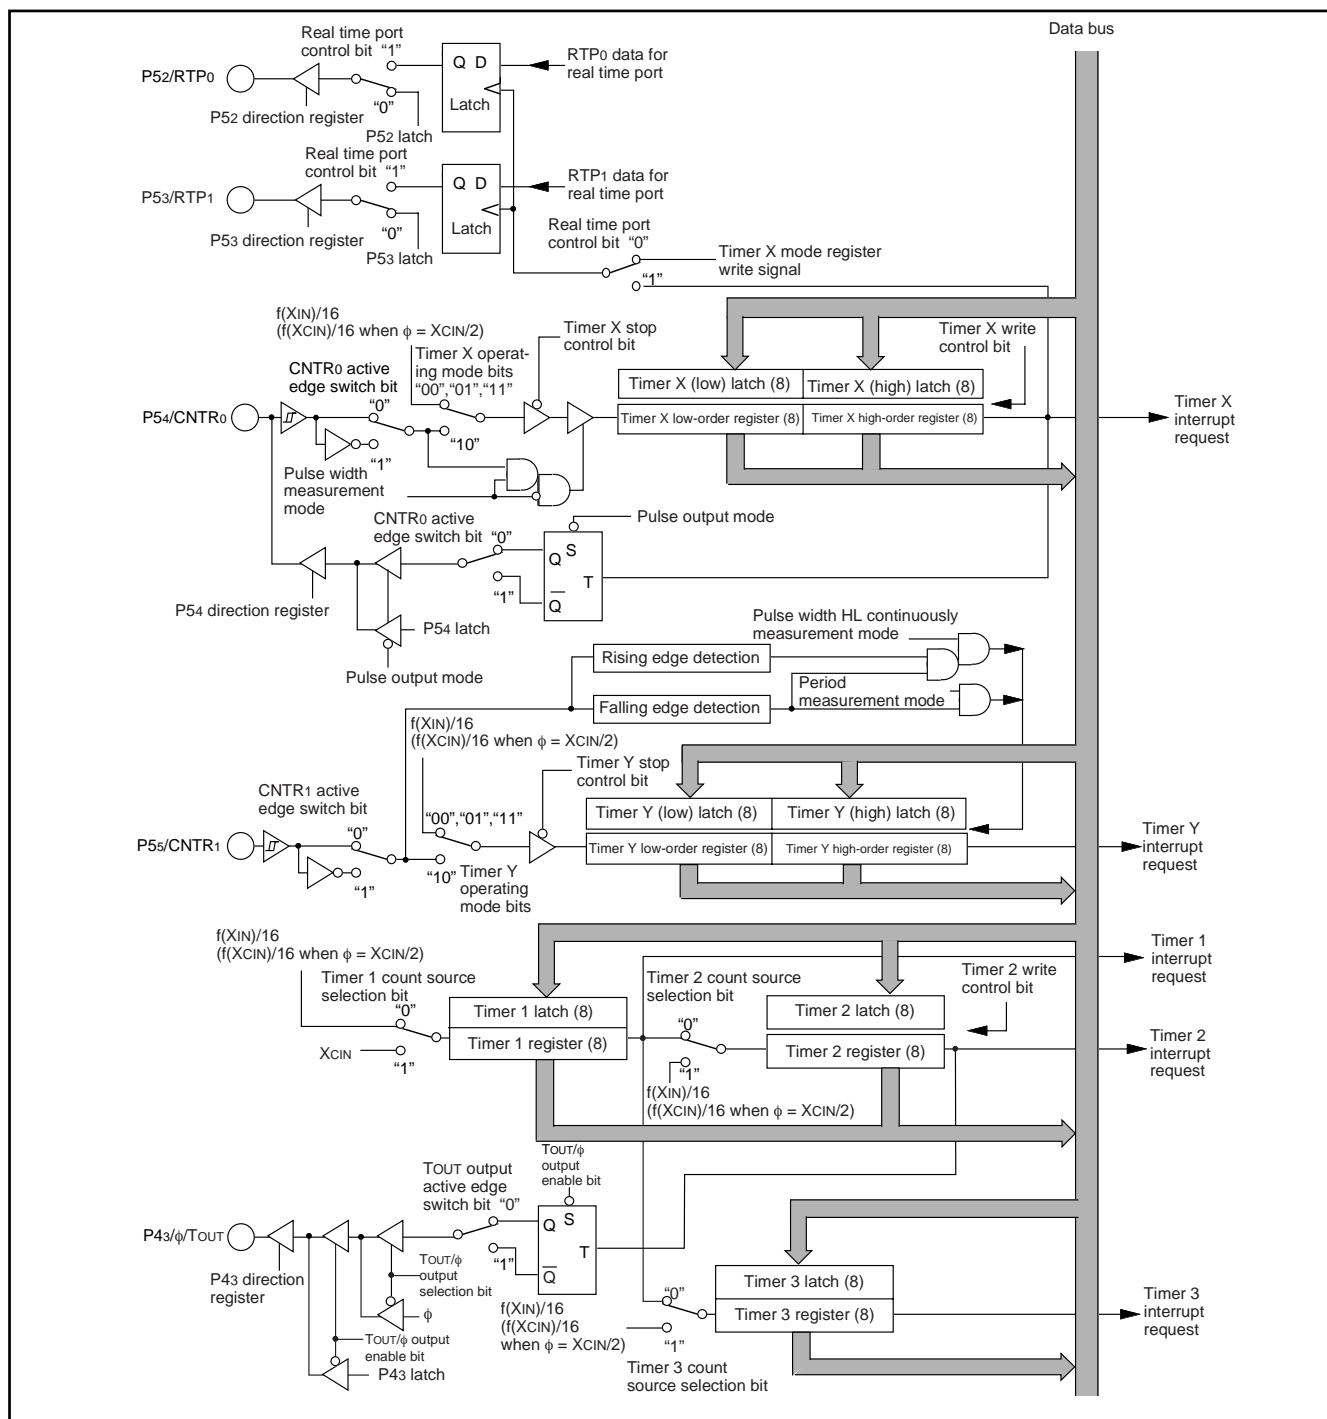 Data bus
Real time port
control bit “1”
Q D
RTP0 data for
real time port
P52/RTP0
Latch
“0”
P52 direction register
P52 latch
Real time port
control bit “1”
Q D
RTP1 data for
real time port
P53/RTP1
Latch
“0”
P53 direction register
P53 latch
Real time port
control bit “0”
Timer X mode register
write signal
“1”
f(XIN)/16
(f(XCIN)/16 when φ = XCIN/2)
Timer X stop
control bit
Timer X write
control bit
CNTR0 active
edge switch bit
Timer X operat-
ing mode bits
“00”,“01”,“11”
“0”
Timer X (low) latch (8)
Timer X (high) latch (8)
P54/CNTR0
Timer X low-order register (8)
Timer X high-order register (8)
Timer X
interrupt
request
“10”
“1”
Pulse width
measurement
mode
Pulse output mode
CNTR0 active
edge switch bit “0”
Q
S
T
“1”
Q
P54 direction register
P54 latch
Pulse output mode
Pulse width HL continuously
measurement mode
Rising edge detection
Period
measurement mode
Falling edge detection
f(XIN)/16
(f(XCIN)/16 when φ = XCIN/2)
Timer Y stop
control bit
CNTR1 active
edge switch bit
“00”,“01”,“11”
Timer Y (low) latch (8)
Timer Y (high) latch (8)
“0”
P55/CNTR1
Timer Y low-order register (8)
Timer Y high-order register (8)
Timer Y
interrupt
request
“10”
“1”
Timer Y
operating
mode bits
f(XIN)/16
(f(XCIN)/16 when φ = XCIN/2)
Timer 1
interrupt
request
Timer 1 count source
selection bit
Timer 2 count source
selection bit
Timer 2 write
control bit
“0”
Timer 1 latch (8)
“0”
Timer 2 latch (8)
Timer 1 register (8)
Timer 2 register (8)
Timer 2
interrupt
request
XCIN
“1”
“1”
f(XIN)/16
(f(XCIN)/16 when φ = XCIN/2)
TOUT output
active edge
switch bit “0”
TOUT/φ
output
enable bit
Q
S
T
P43/φ/TOUT
“1”
Q
P43 direction
register
TOUT/φ
output
selection bit
φ
Timer 3 latch (8)
“0”
Timer 3 register (8)
Timer 3
interrupt
request
f(XIN)/16
(f(XCIN)/16
when φ = XCIN/2)
“1”
TOUT/φ output
enable bit
P43 latch
Timer 3 count
source selection bit